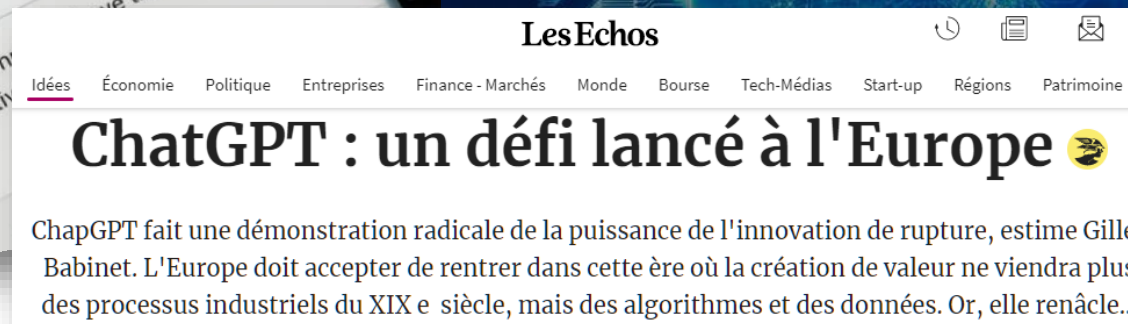 Les Echos
Idées Économie Politique Entreprises Finance - Marchés Monde Bourse Tech-Médias Start-up Régions Patrimoine
ChatGPT : un défi lancé à l'Europe
ChapGPT fait une démonstration radicale de la puissance de l'innovation de rupture, estime Gille
Babinet. L'Europe doit accepter de rentrer dans cette ère où la création de valeur ne viendra plus
des processus industriels du XIX e siècle, mais des algorithmes et des données. Or, elle renâcle..